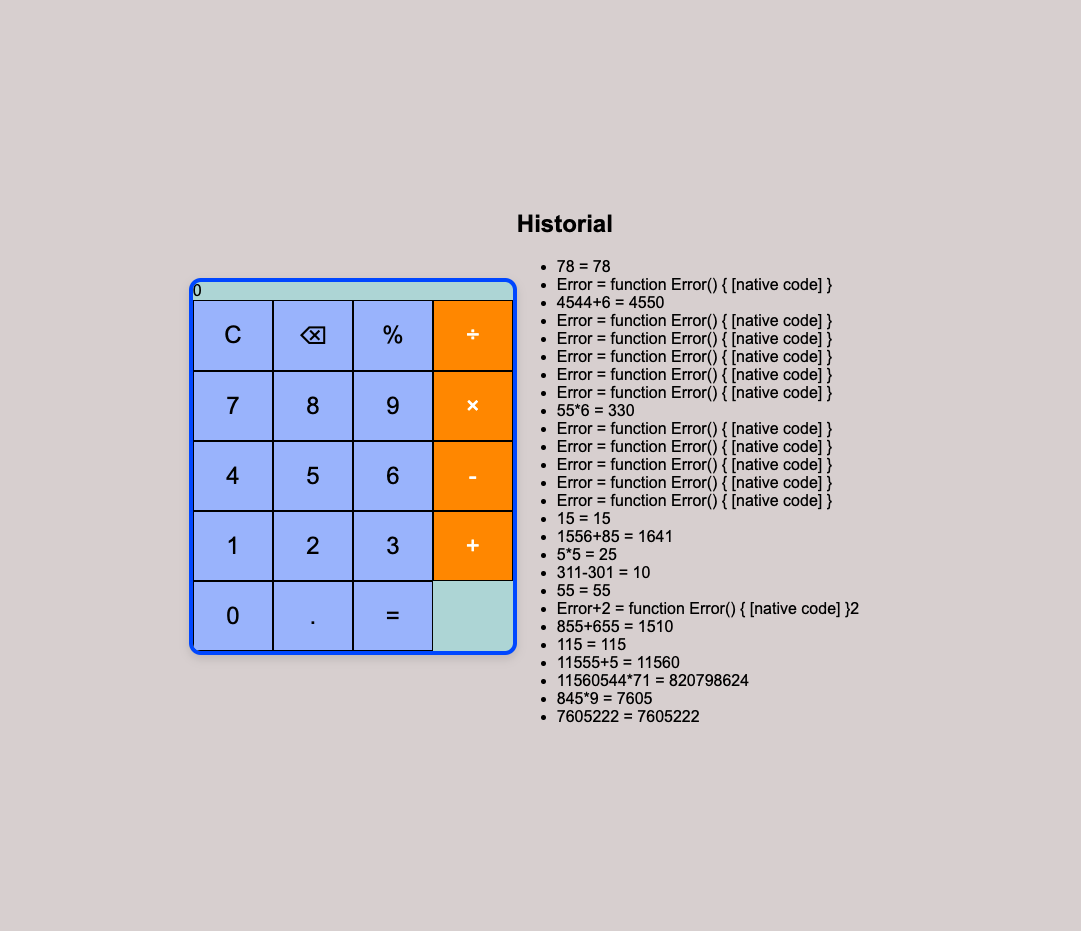 Historial
0
C ⌫ % ÷
7 8 9 ×
4 5 6 -
1 2 3 +
0 . =
78 = 78
Error = function Error() { [native code] }
4544+6 = 4550
Error = function Error() { [native code] }
Error = function Error() { [native code] }
Error = function Error() { [native code] }
Error = function Error() { [native code] }
Error = function Error() { [native code] }
55*6 = 330
Error = function Error() { [native code] }
Error = function Error() { [native code] }
Error = function Error() { [native code] }
Error = function Error() { [native code] }
Error = function Error() { [native code] }
15 = 15
1556+85 = 1641
5*5 = 25
311-301 = 10
55 = 55
Error+2 = function Error() { [native code] }2
855+655 = 1510
115 = 115
11555+5 = 11560
11560544*71 = 820798624
845*9 = 7605
7605222 = 7605222